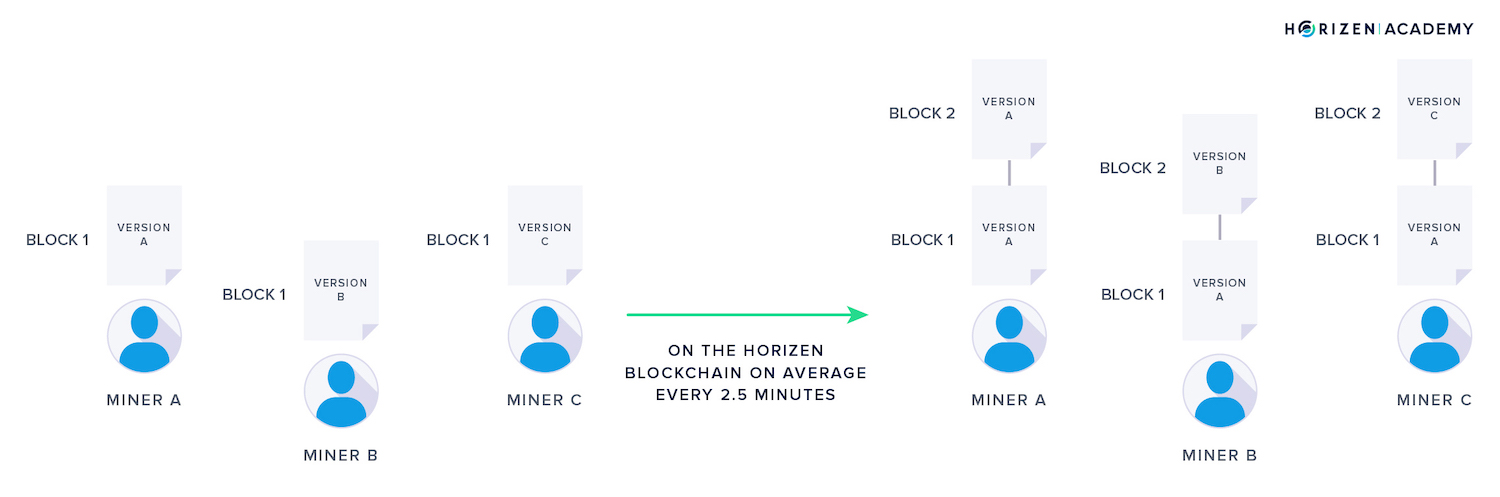 HORIZEN | ACADEMY
BLOCK 1
VERSION
A
MINER A
BLOCK 1
VERSION
B
MINER B
BLOCK 1
VERSION
C
MINER C
ON THE HORIZEN
BLOCKCHAIN ON AVERAGE
EVERY 2.5 MINUTES
BLOCK 2
VERSION
A
BLOCK 1
VERSION
A
MINER A
BLOCK 2
VERSION
B
BLOCK 1
VERSION
A
MINER B
BLOCK 2
VERSION
C
BLOCK 1
VERSION
A
MINER C